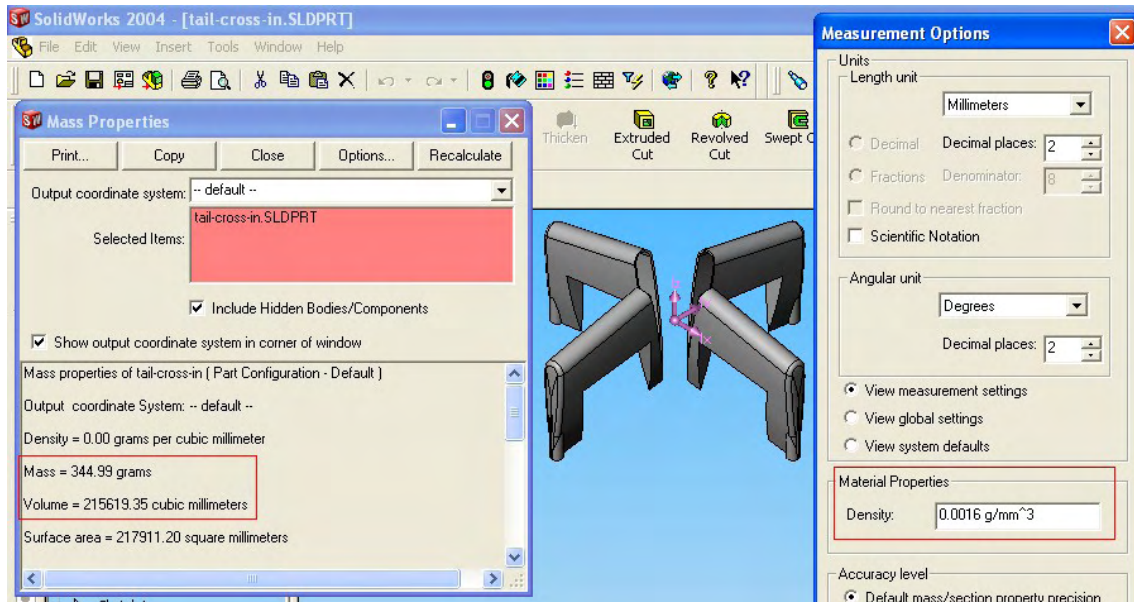 SolidWorks 2004 - [tail-cross-in.SLDPRT]
File Edit View Insert Tools Window Help
Mass Properties
Print... Copy Close Options... Recalculate
Output coordinate system: -- default --
tail-cross-in.SLDPRT
Selected Items:
Include Hidden Bodies/Components
Show output coordinate system in corner of window
Mass properties of tail-cross-in ( Part Configuration - Default )
Output coordinate System: -- default --
Density = 0.00 grams per cubic millimeter
Mass = 344.99 grams
Volume = 215619.35 cubic millimeters
Surface area = 217911.20 square millimeters
Thicken Extruded Cut Revolved Cut Swept
Measurement Options
Units
Length unit
Millimeters
Decimal Decimal places: 2
Fractions Denominator: 8
Round to nearest fraction
Scientific Notation
Angular unit
Degrees
Decimal places: 2
View measurement settings
View global settings
View system defaults
Material Properties
Density: 0.0016 g/mm^3
Accuracy level
Default mass/section property precision